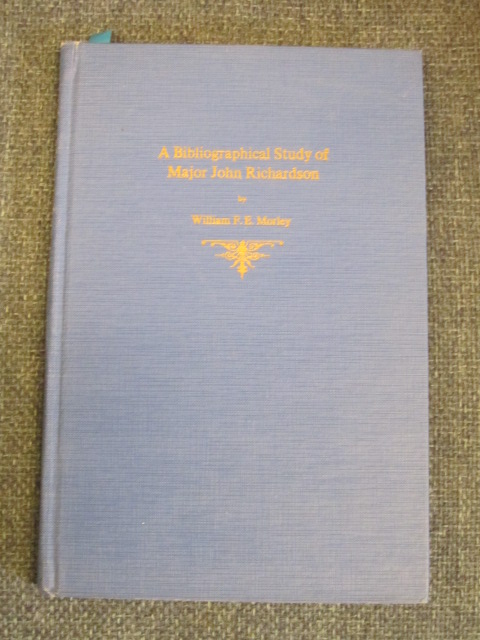 A Bibliographical Study of
Major John Richardson
by
William F. E. Morley